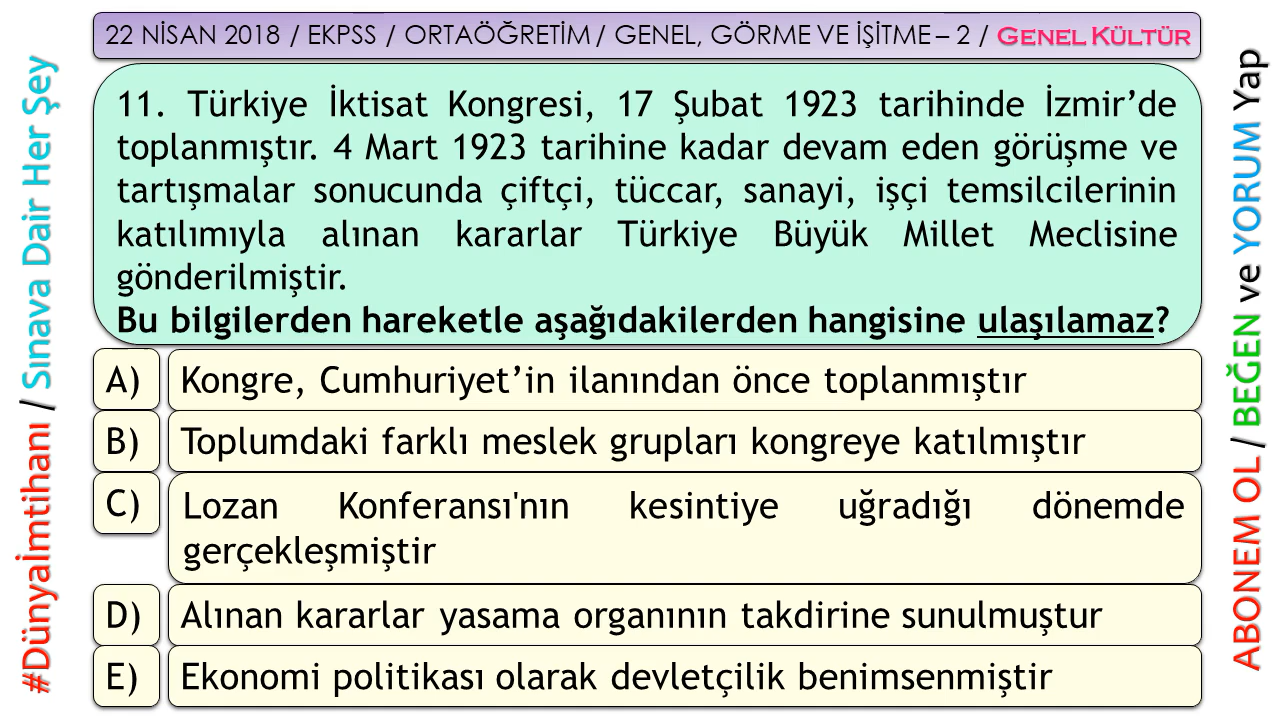 22 NİSAN 2018 / EKPSS / ORTAÖĞRETİM / GENEL, GÖRME VE İŞİTME – 2 / GENEL KÜLTÜR
#Dünyaİmtihanı / Sınava Dair Her Şey
11. Türkiye İktisat Kongresi, 17 Şubat 1923 tarihinde İzmir’de
toplanmıştır. 4 Mart 1923 tarihine kadar devam eden görüşme ve
tartışmalar sonucunda çiftçi, tüccar, sanayi, işçi temsilcilerinin
katılımıyla alınan kararlar Türkiye Büyük Millet Meclisine
gönderilmiştir.
Bu bilgilerden hareketle aşağıdakilerden hangisine ulaşılamaz?
A) Kongre, Cumhuriyet’in ilanından önce toplanmıştır
B) Toplumdaki farklı meslek grupları kongreye katılmıştır
C) Lozan Konferansı'nın kesintiye uğradığı dönemde
gerçekleşmiştir
D) Alınan kararlar yasama organının takdirine sunulmuştur
E) Ekonomi politikası olarak devletçilik benimsenmiştir
ABONEM OL / BEĞEN ve YORUM Yap